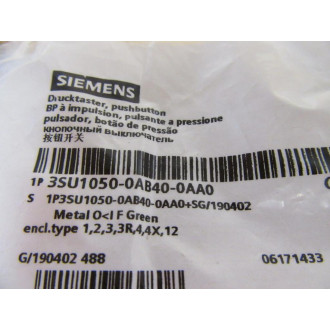 SIEMENS
Drucktaster, pushbutton
BP à impulsion, pulsante a pressione
pulsador, botão de pressão
кнопочный выключатель
按钮开关
1P 3SU1050-0AB40-0AA0
S 1P3SU1050-0AB40-0AA0+SG/190402
Metal O<I F Green
encl.type 1,2,3,3R,4,4X,12
G/190402 488 06171433